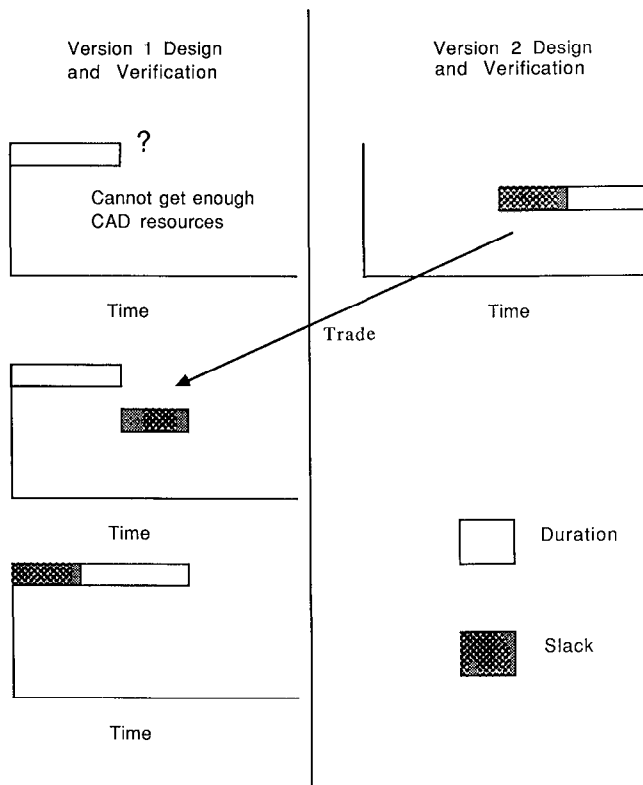 Version 1 Design
and Verification
?
Cannot get enough
CAD resources
Time
Time
Time
Version 2 Design
and Verification
Time
Trade
Duration
Slack